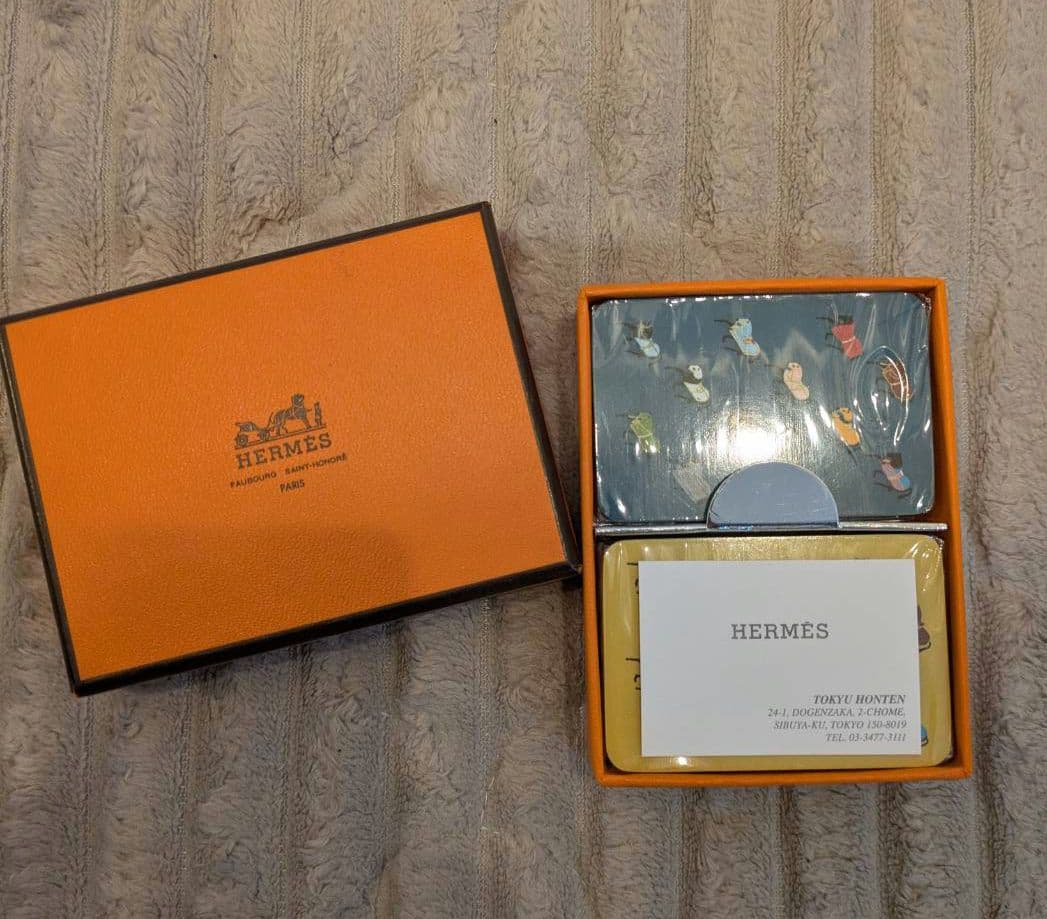 HERMÈS
FAUBOURG SAINT-HONORÉ
PARIS
HERMÈS
TOKYU HONTEN
24-1, DOGENZAKA, 2-CHOME,
SIBUYA-KU, TOKYO 150-8019
TEL. 03-3477-3111